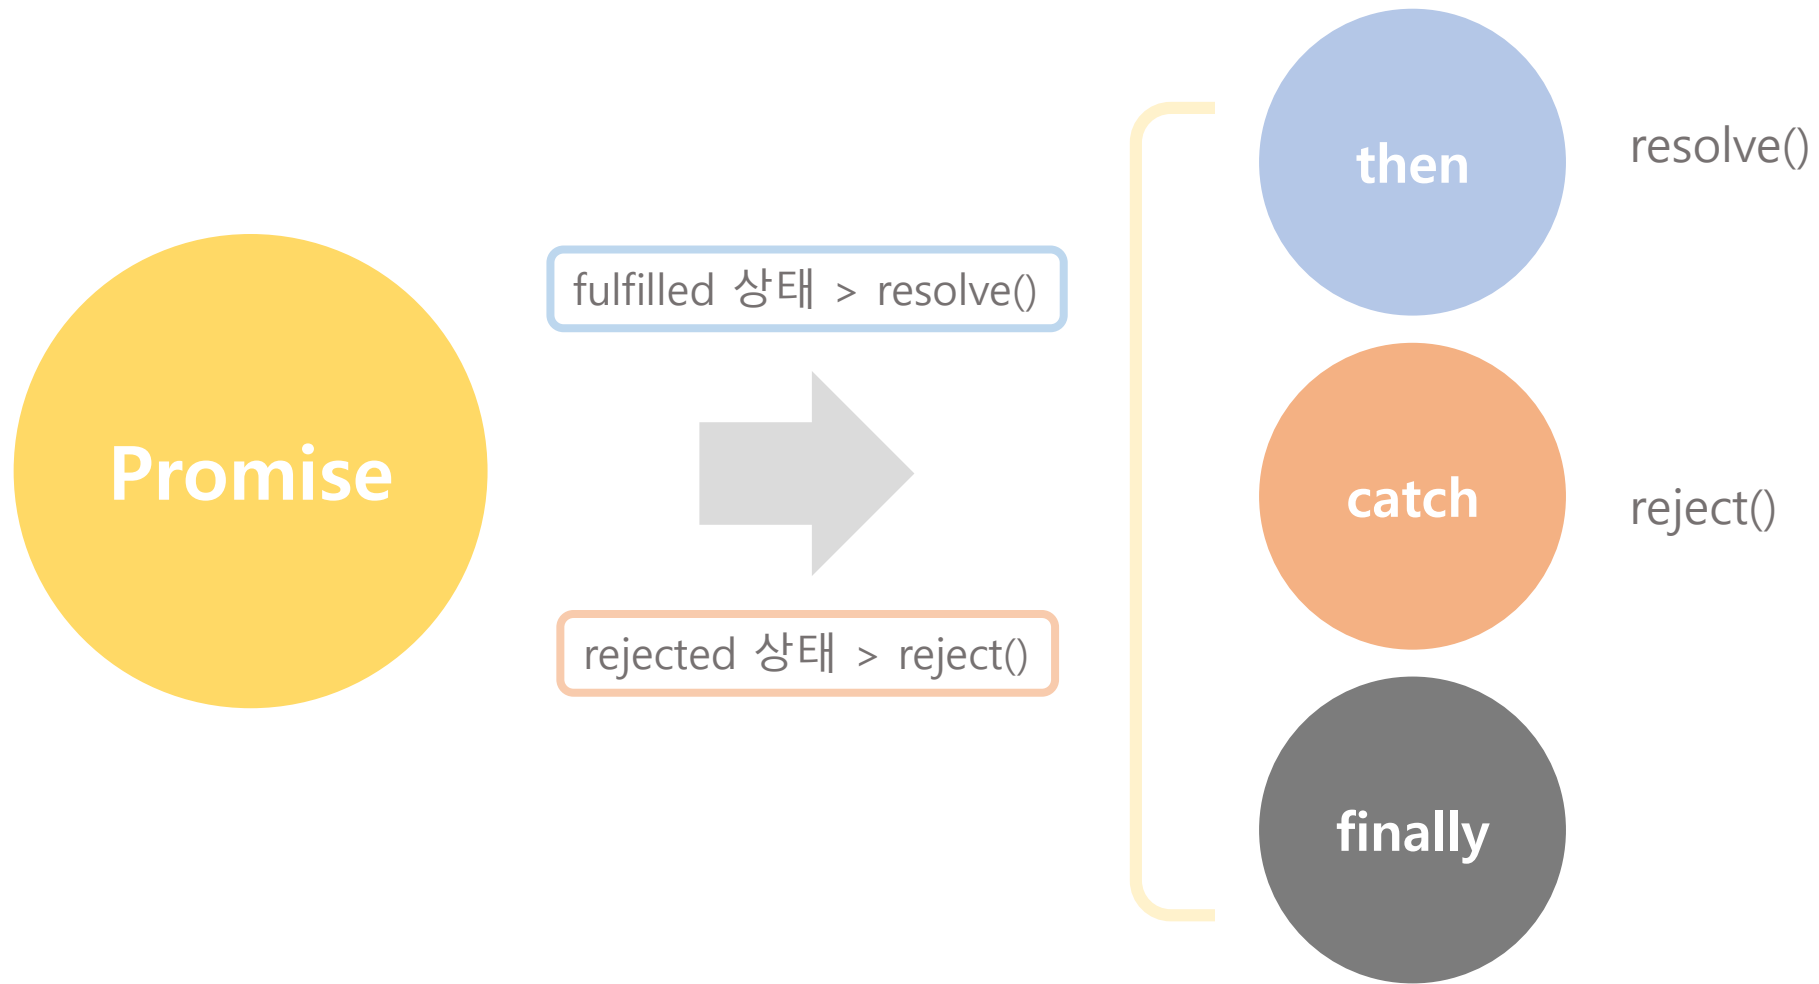 Promise
fulfilled 상태 > resolve()
rejected 상태 > reject()
then
resolve()
catch
reject()
finally